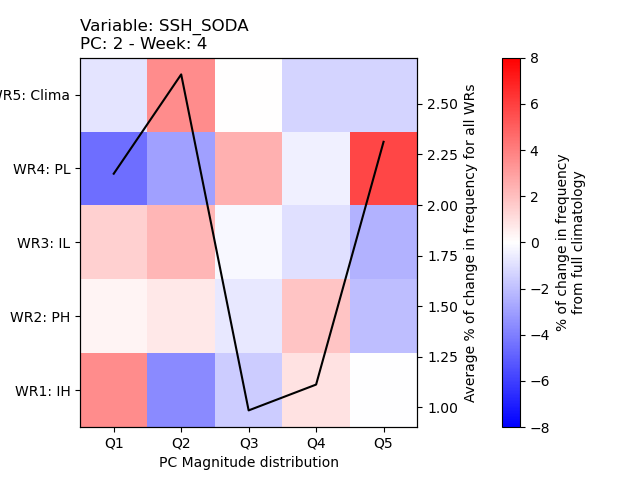 Variable: SSH_SODA
PC: 2 - Week: 4
WR5: Clima
WR4: PL
WR3: IL
WR2: PH
WR1: IH
Q1 Q2 Q3 Q4 Q5
PC Magnitude distribution
2.50
2.25
2.00
1.75
1.50
1.25
1.00
Average % of change in frequency for all WRs
8
6
4
2
0
−2
−4
−6
−8
% of change in frequency
from full climatology